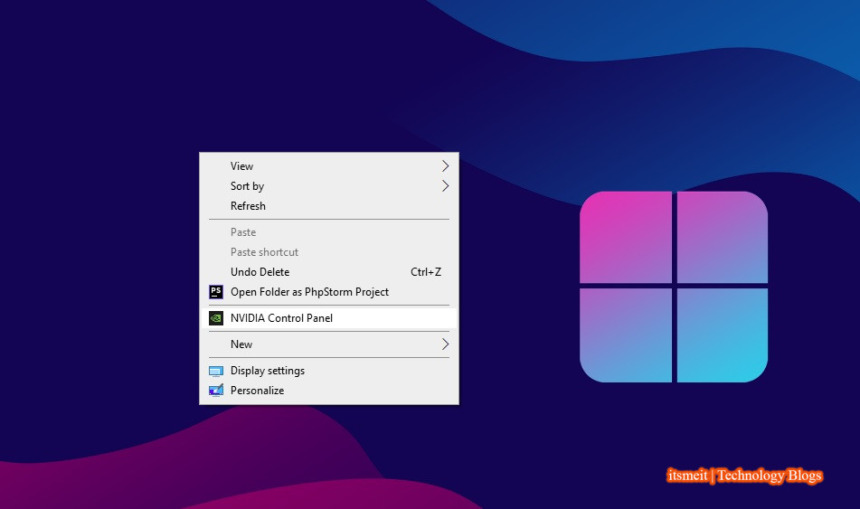 View
Sort by
Refresh
Paste
Paste shortcut
Undo Delete Ctrl+Z
PS
Open Folder as PhpStorm Project
NVIDIA Control Panel
New
Display settings
Personalize
itsmeit | Technology Blogs